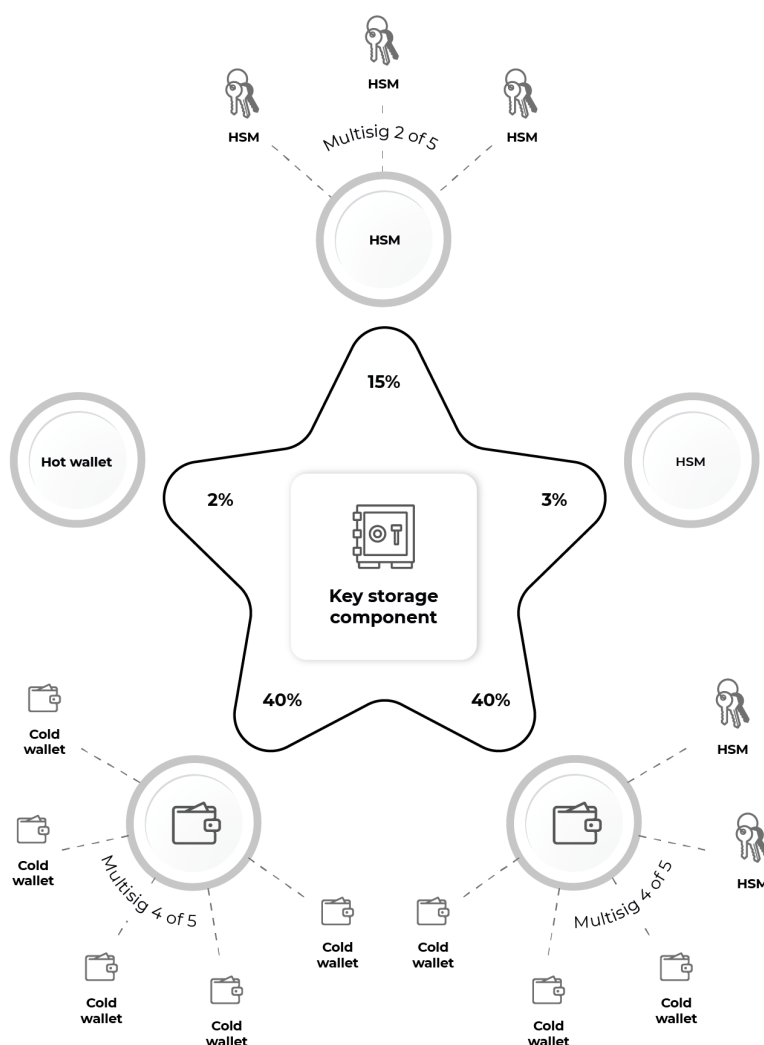 HSM
HSM
HSM
Multisig 2 of 5
HSM
15%
Hot wallet
HSM
2%
3%
Key storage
component
40%
40%
Cold
wallet
HSM
Cold
wallet
HSM
Multisig 4 of 5
Multisig 4 of 5
Cold
wallet
Cold
wallet
Cold
wallet
Cold
wallet
Cold
wallet
Cold
wallet